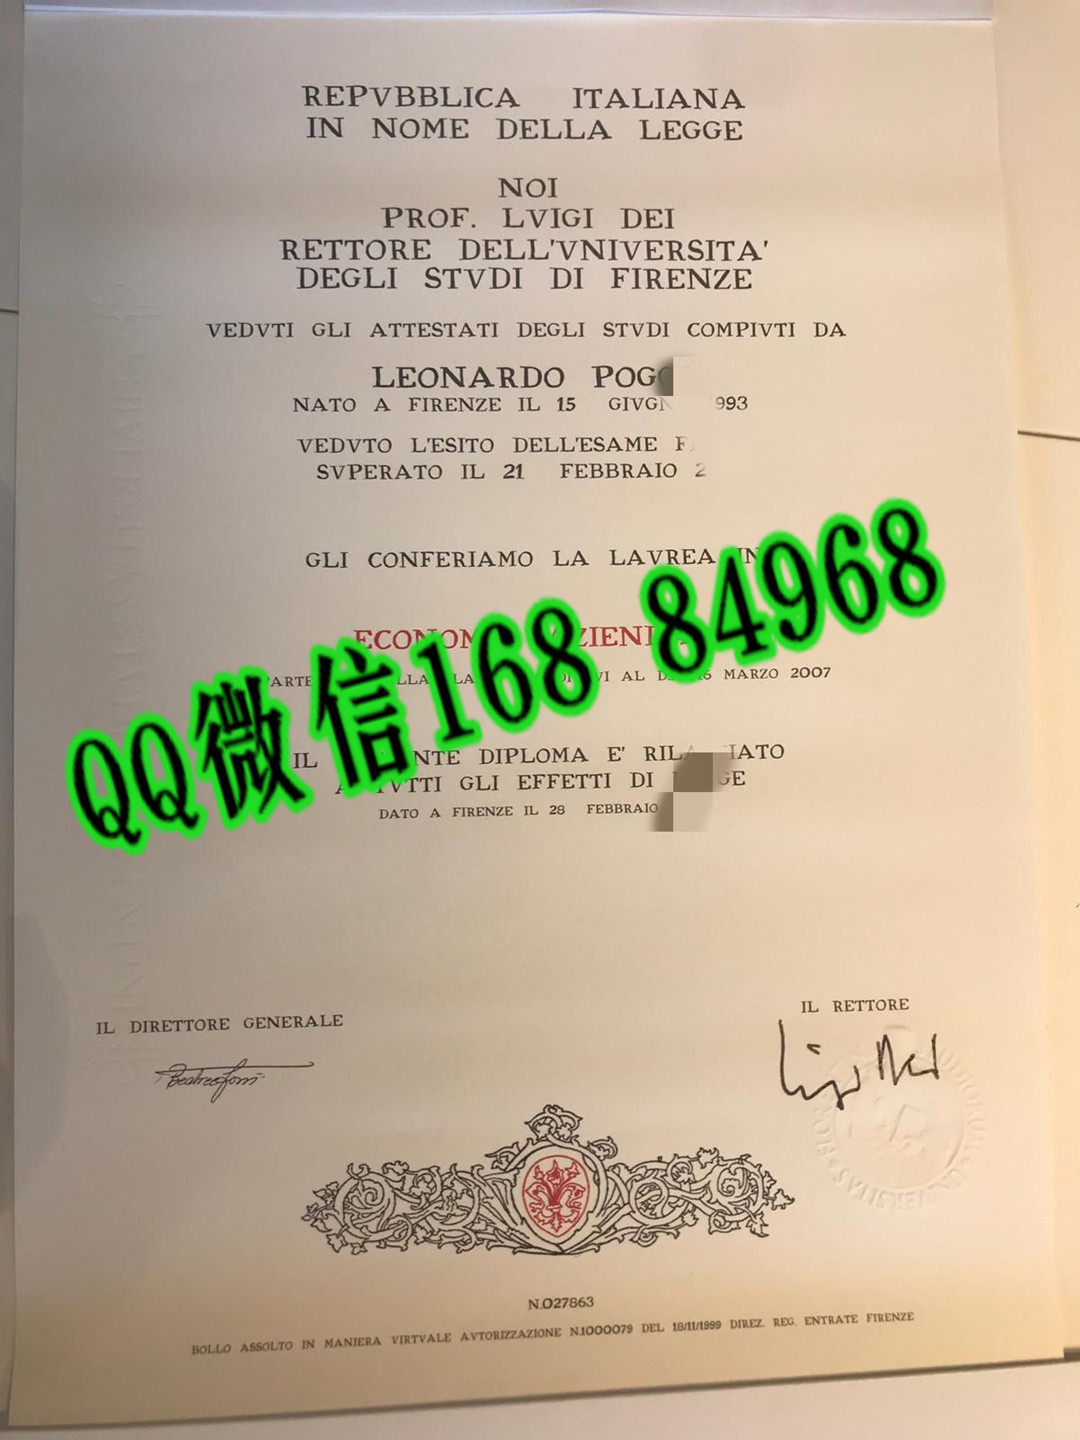 REPVBBLICA ITALIANA
IN NOME DELLA LEGGE
NOI
PROF. LVIGI DEI
RETTORE DELL'VNIVERSITA'
DEGLI STVDI DI FIRENZE
VEDVTI GLI ATTESTATI DEGLI STVDI COMPIVTI DA
LEONARDO
NATO A FIRENZE IL 15
VEDVTO L'ESITO DELL'ESAME
SVPERATO IL 21 FEBBRAIO
GLI CONFERIAMO LA LAVREA IN
QQ微信168 84968
AL MARZO 2007
IL DIPLOMA E'
TVTTI GLI EFFETTI DI
DATO A FIRENZE IL 28 FEBBRAIO
IL DIRETTORE GENERALE
IL RETTORE
N.027863
BOLLO ASSOLTO IN MANIERA VIRTVALE AVTORIZZAZIONE N.1000079 DEL 18/11/1999 DIREZ. REG. ENTRATE FIRENZE